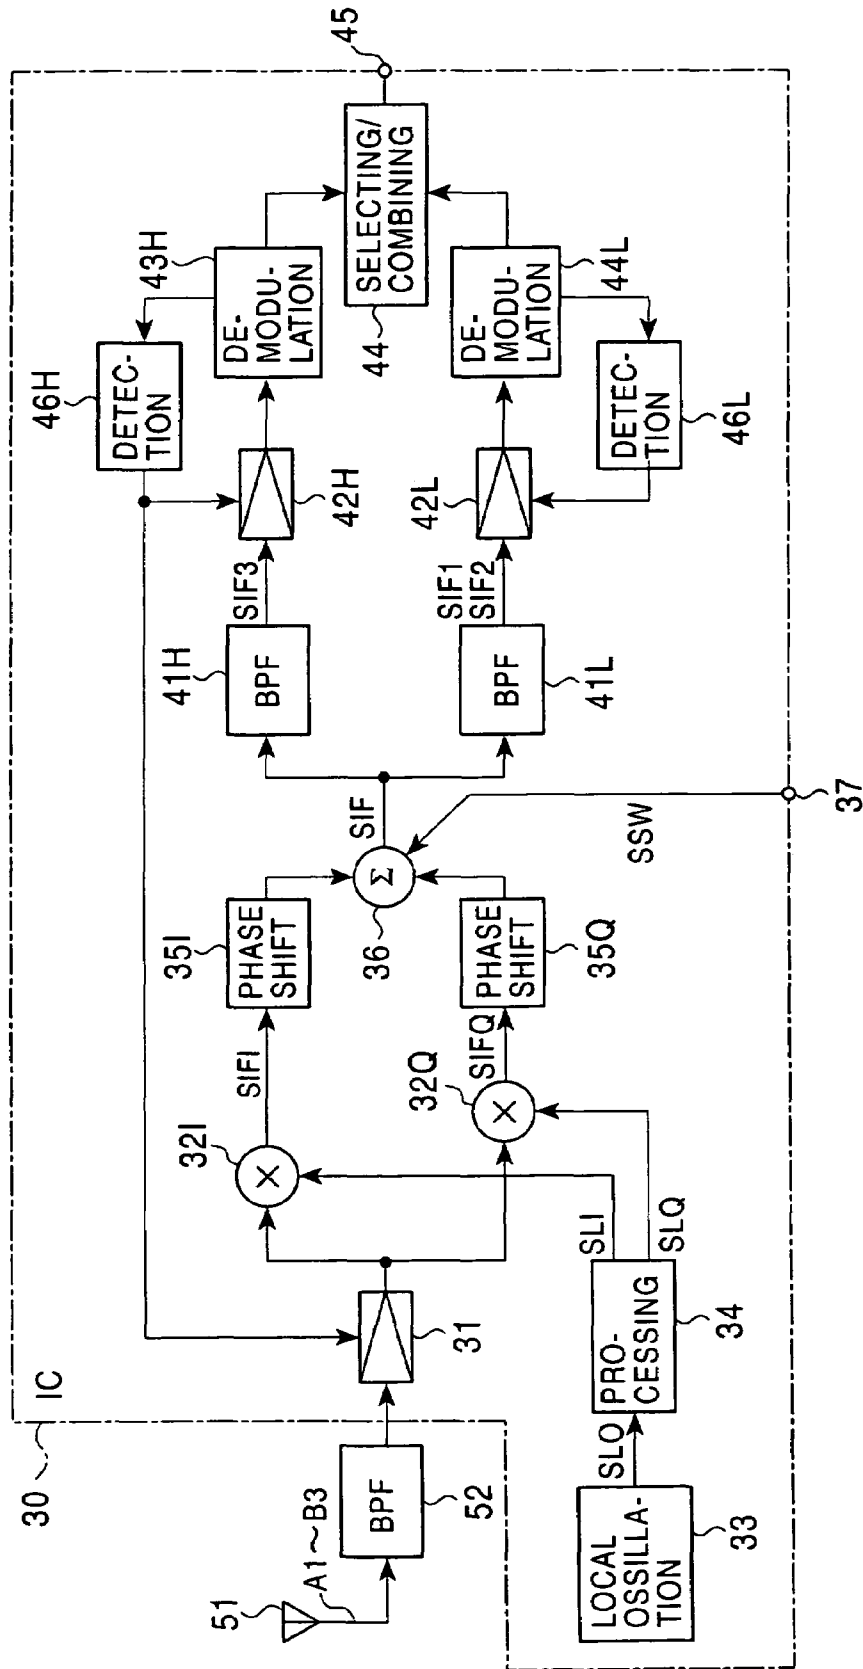 30
IC
51
A1～B3
BPF
52
31
LOCAL
OSSILLA-
TION
33
SLO
PRO-
CESSING
34
SLI
SLQ
32I
32Q
SIFI
SIFQ
35I
PHASE
SHIFT
PHASE
SHIFT
35Q
36
Σ
SIF
SSW
37
41H
BPF
BPF
41L
SIF3
SIF1
SIF2
42H
42L
46H
DETEC-
TION
43H
DE-
MODU-
LATION
DE-
MODU-
LATION
44L
DETEC-
TION
46L
44
SELECTING/
COMBINING
45